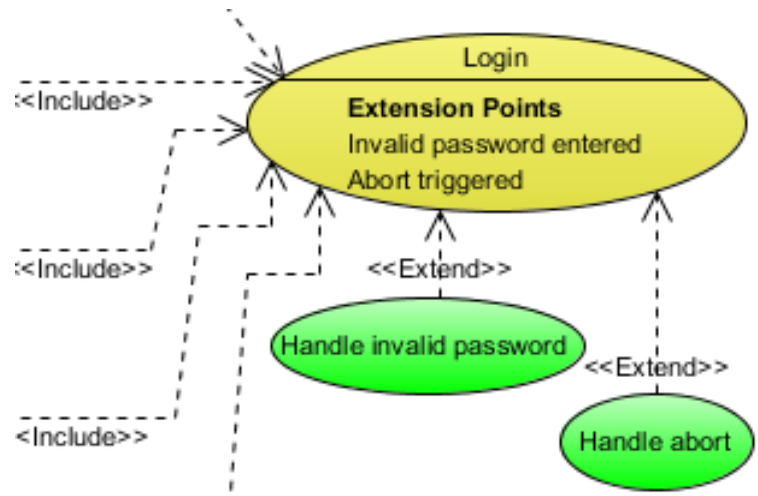 Login
<<Include>>
Extension Points
Invalid password entered
Abort triggered
<<Include>>
<<Extend>>
Handle invalid password
<<Extend>>
<Include>>
Handle abort